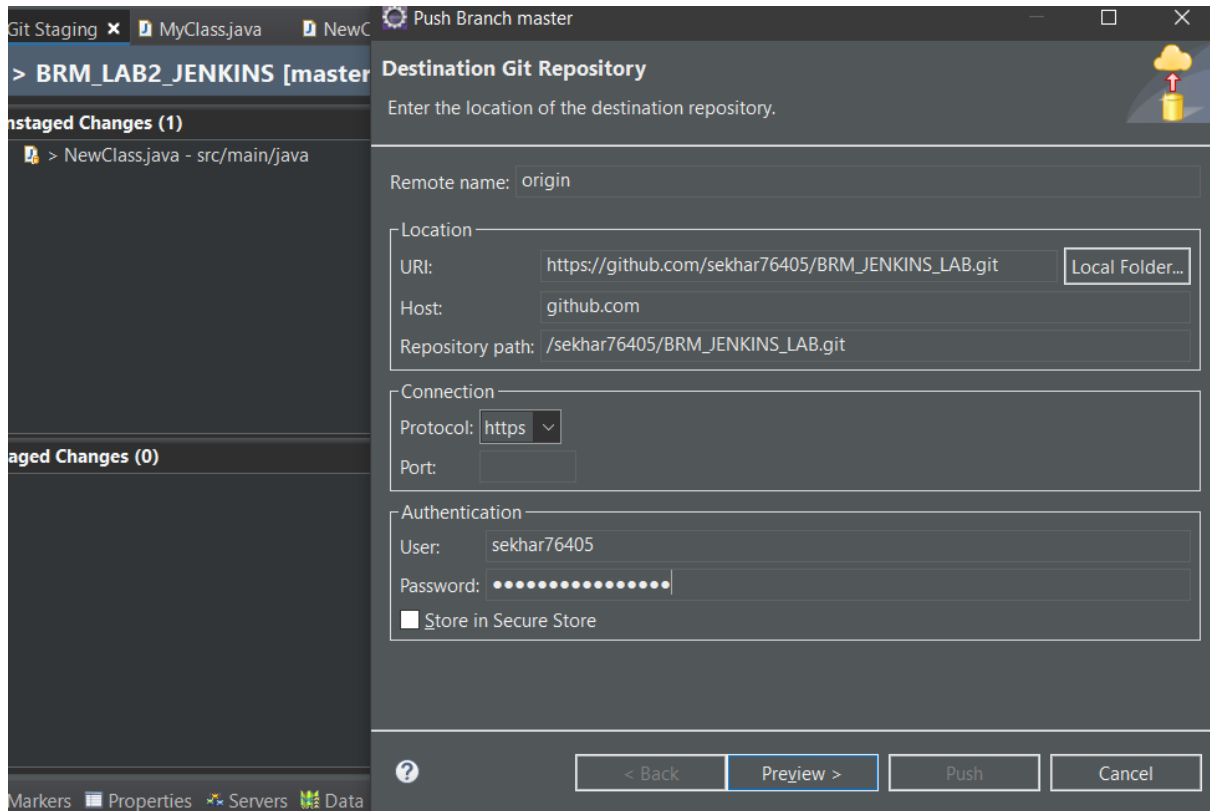 Git Staging MyClass.java NewC
> BRM_LAB2_JENKINS [master
nstaged Changes (1)
> NewClass.java - src/main/java
aged Changes (0)
Markers Properties Servers Data
Push Branch master
Destination Git Repository
Enter the location of the destination repository.
Remote name: origin
Location
URI: https://github.com/sekhar76405/BRM_JENKINS_LAB.git Local Folder...
Host: github.com
Repository path: /sekhar76405/BRM_JENKINS_LAB.git
Connection
Protocol: https
Port:
Authentication
User: sekhar76405
Password: ••••••••••••••••
Store in Secure Store
< Back Preview > Push Cancel